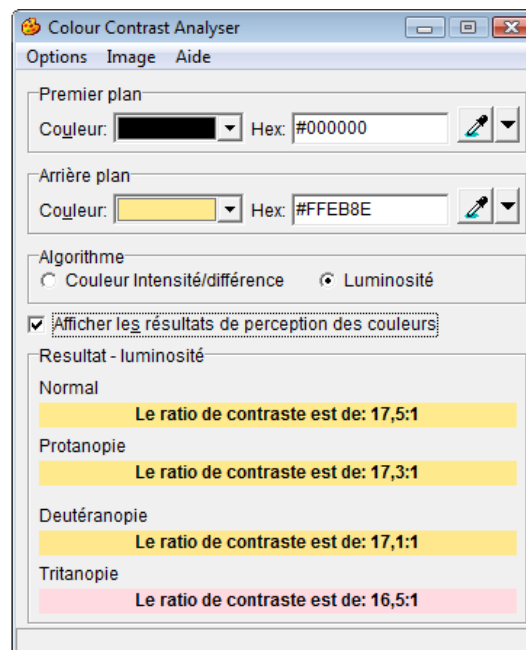 Colour Contrast Analyser
Options Image Aide
Premier plan
Couleur: Hex: #000000
Arrière plan
Couleur: Hex: #FFEB8E
Algorithme
Couleur Intensité/différence Luminosité
Afficher les résultats de perception des couleurs
Resultat - luminosité
Normal
Le ratio de contraste est de: 17,5:1
Protanopie
Le ratio de contraste est de: 17,3:1
Deutéranopie
Le ratio de contraste est de: 17,1:1
Tritanopie
Le ratio de contraste est de: 16,5:1